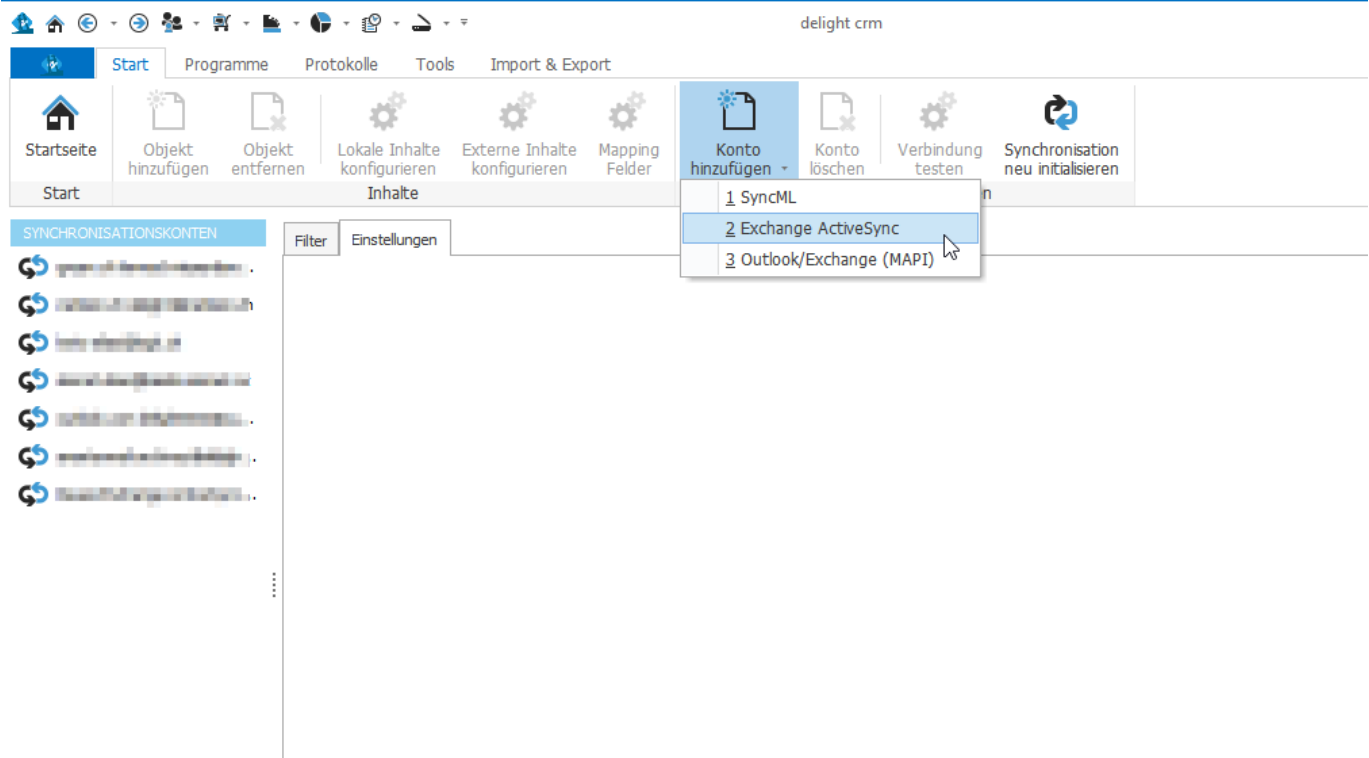 delight crm
Start Programme Protokolle Tools Import & Export
Startseite
Objekt hinzufügen
Objekt entfernen
Lokale Inhalte konfigurieren
Externe Inhalte konfigurieren
Mapping Felder
Konto hinzufügen
Konto löschen
Verbindung testen
Synchronisation neu initialisieren
Start
Inhalte
1 SyncML
2 Exchange ActiveSync
3 Outlook/Exchange (MAPI)
SYNCHRONISATIONSKONTEN
Filter
Einstellungen